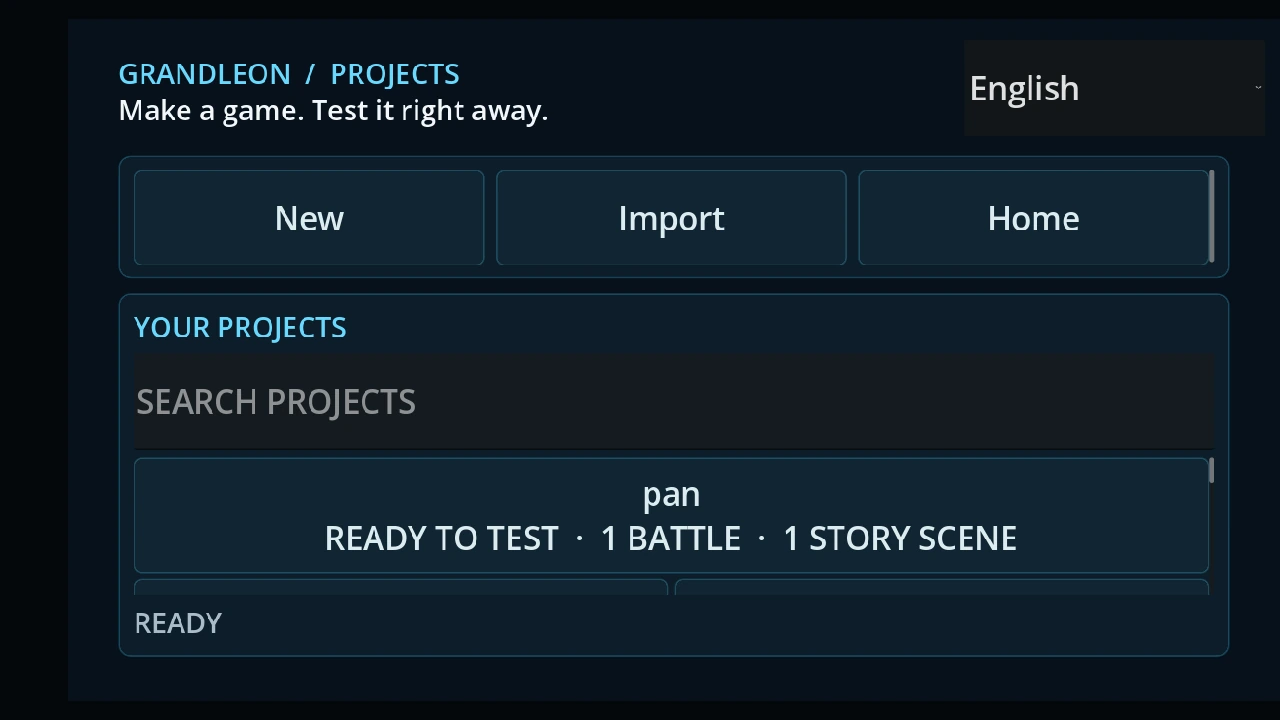 GRANDLEON / PROJECTS
Make a game. Test it right away.
English
New
Import
Home
YOUR PROJECTS
SEARCH PROJECTS
pan
READY TO TEST · 1 BATTLE · 1 STORY SCENE
READY